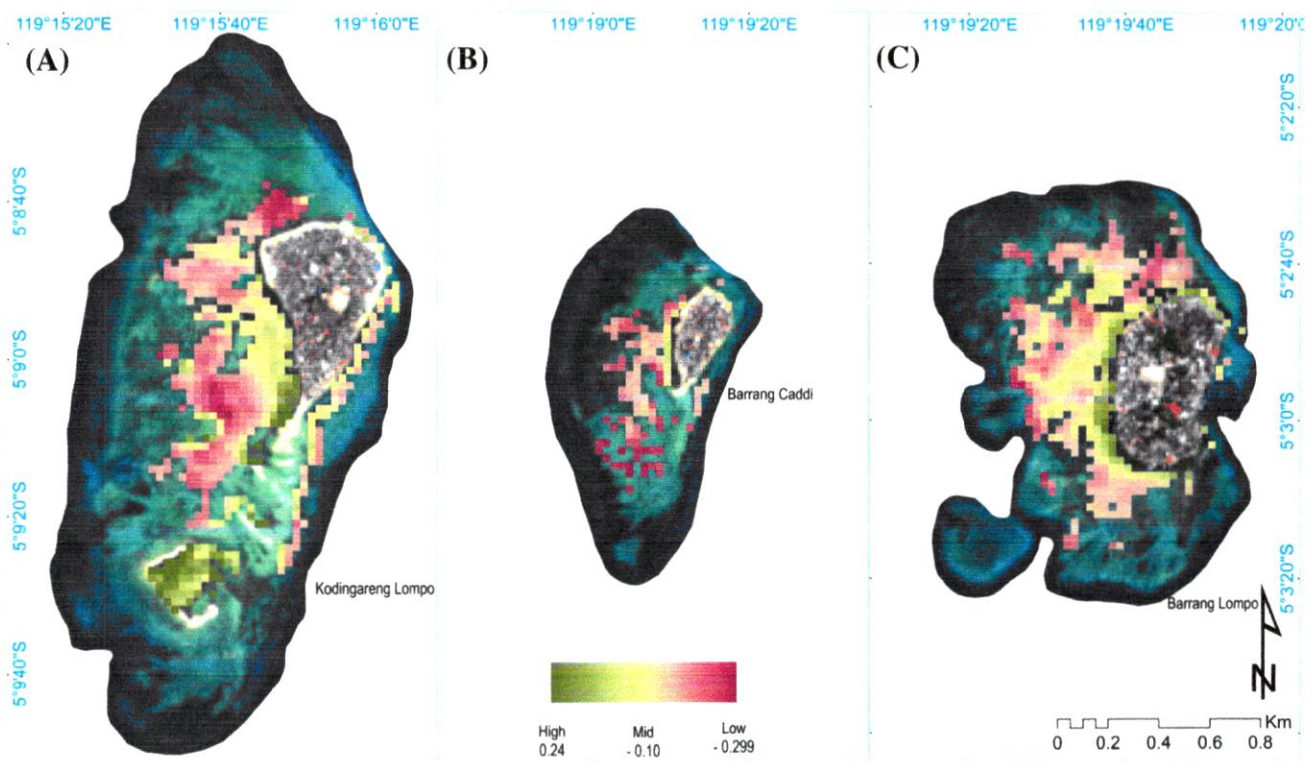 119°15'20"E 119°15'40"E 119°16'0"E 119°19'0"E 119°19'20"E 119°19'20"E 119°19'40"E 119°20'
(A) (B) (C)
5°8'40"S
5°9'0"S
5°9'20"S
5°9'40"S
5°2'20"S
5°2'40"S
5°3'0"S
5°3'20"S
Kodingareng Lompo
Barrang Caddi
Barrang Lompo
High Mid Low
0.24 - 0.10 - 0.299
N
Km
0 0.2 0.4 0.6 0.8